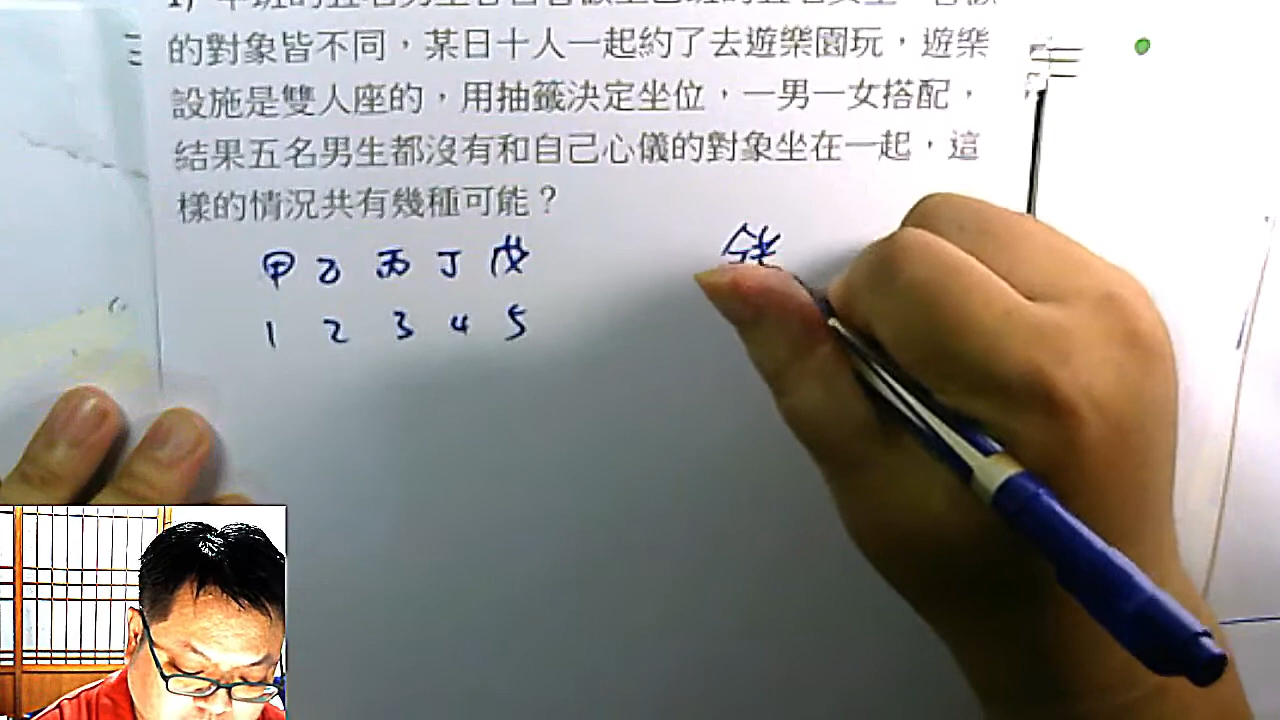 的對象皆不同，某日十人一起約了去遊樂園玩，遊樂
設施是雙人座的，用抽籤決定坐位，一男一女搭配，
結果五名男生都沒有和自己心儀的對象坐在一起，這
樣的情況共有幾種可能？
甲 乙 丙 丁 戊
1 2 3 4 5